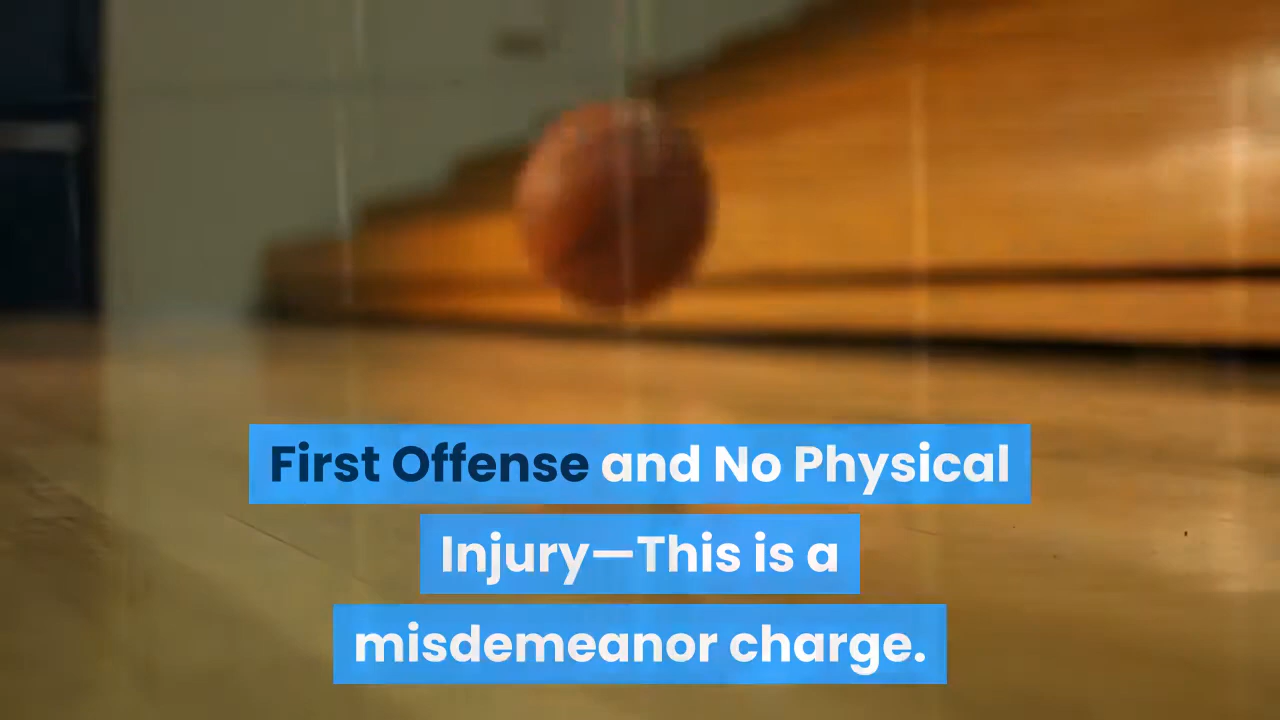 First Offense and No Physical
Injury—This is a
misdemeanor charge.